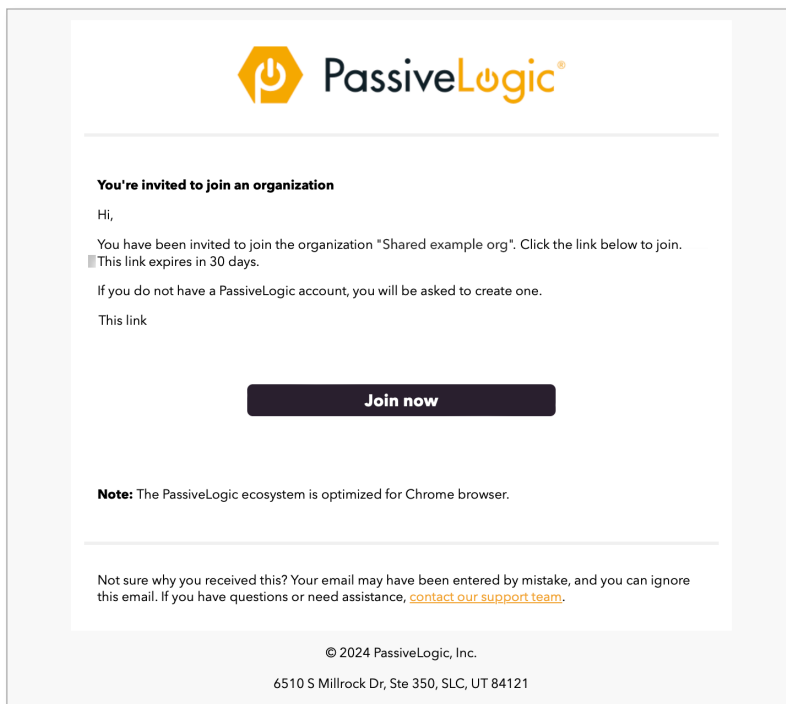 PassiveLogic®
You're invited to join an organization
Hi,
You have been invited to join the organization "Shared example org". Click the link below to join.
This link expires in 30 days.
If you do not have a PassiveLogic account, you will be asked to create one.
This link
Join now
Note: The PassiveLogic ecosystem is optimized for Chrome browser.
Not sure why you received this? Your email may have been entered by mistake, and you can ignore
this email. If you have questions or need assistance, contact our support team.
© 2024 PassiveLogic, Inc.
6510 S Millrock Dr, Ste 350, SLC, UT 84121